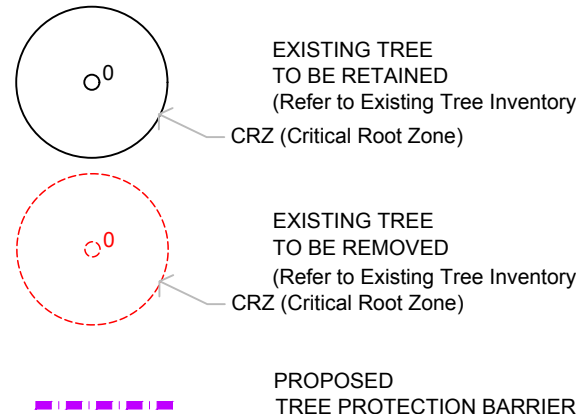 0
EXISTING TREE
TO BE RETAINED
(Refer to Existing Tree Inventory
CRZ (Critical Root Zone)
0
EXISTING TREE
TO BE REMOVED
(Refer to Existing Tree Inventory
CRZ (Critical Root Zone)
PROPOSED
TREE PROTECTION BARRIER